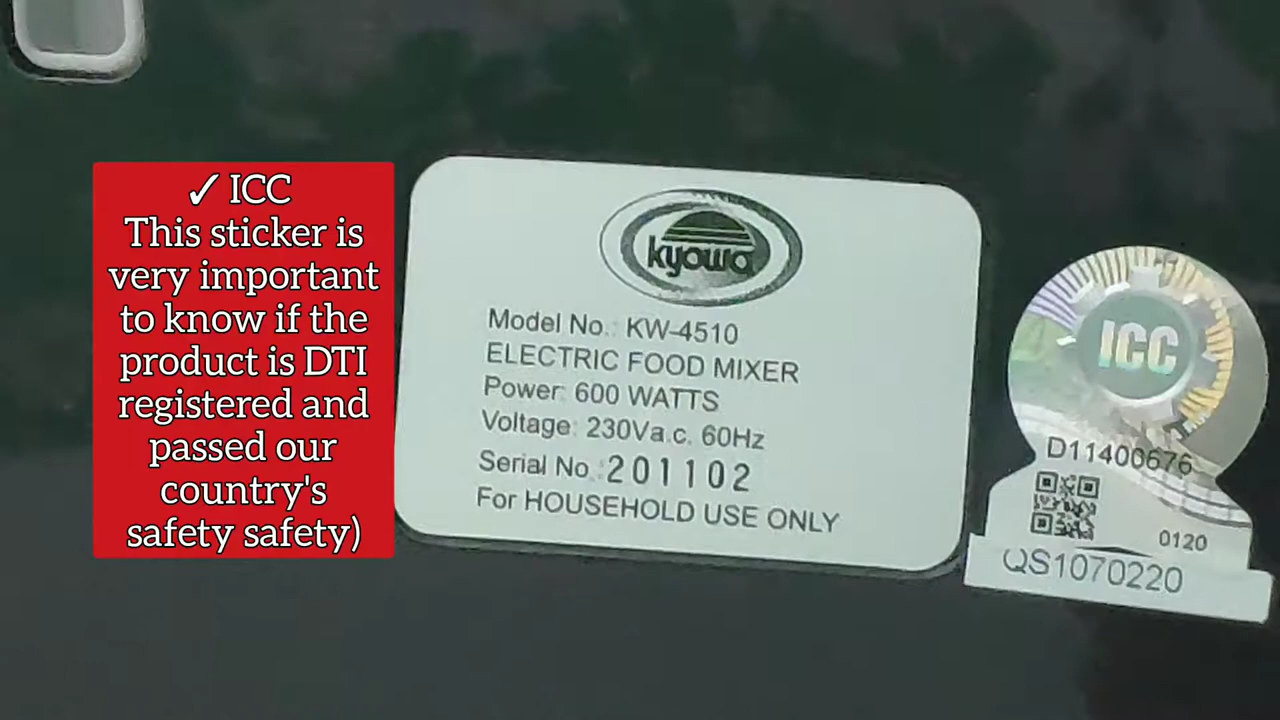 ✓ ICC
This sticker is
very important
to know if the
product is DTI
registered and
passed our
country's
safety safety)
kyowa
Model No.: KW-4510
ELECTRIC FOOD MIXER
Power: 600 WATTS
Voltage: 230Va.c. 60Hz
Serial No.:201102
For HOUSEHOLD USE ONLY
ICC
D11400676
0120
QS1070220